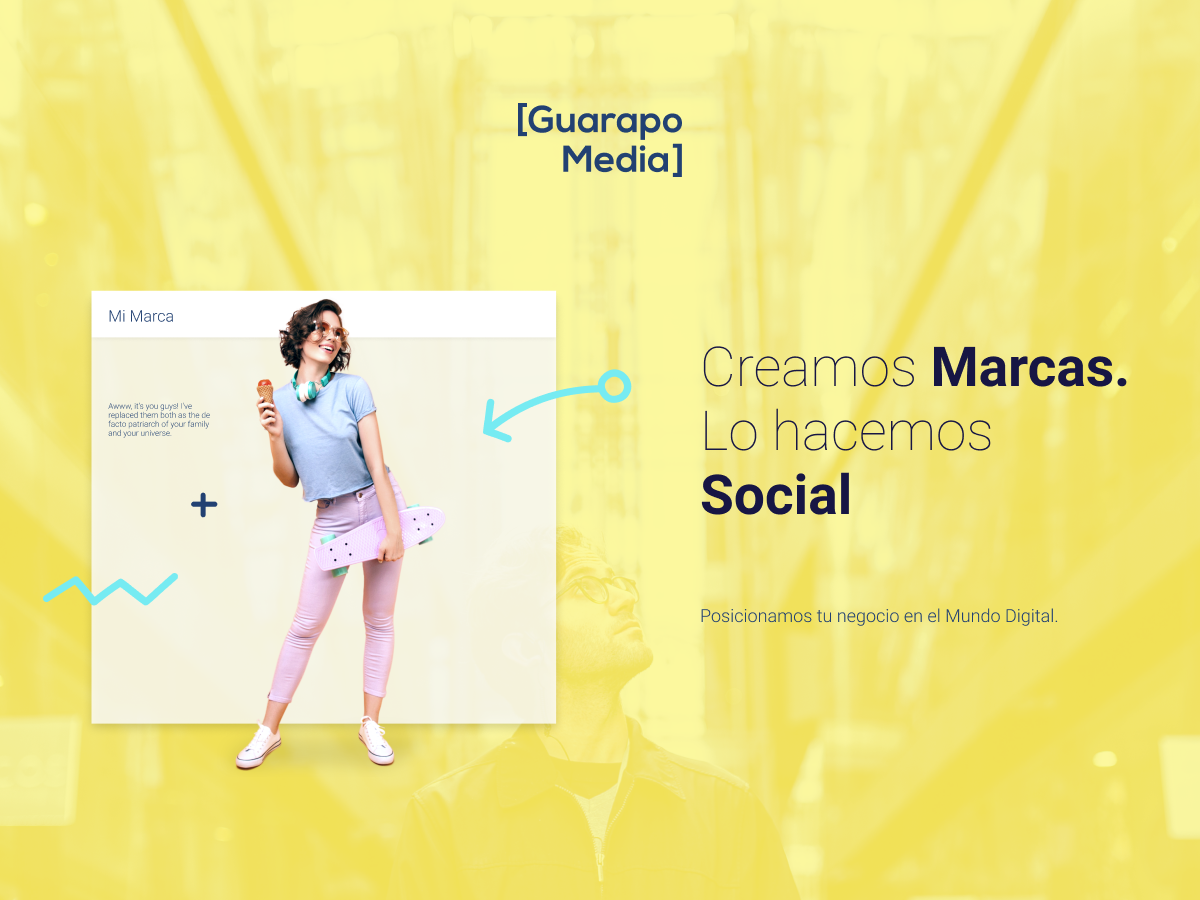 [Guarapo
Media]
Mi Marca
Awww, it's you guys! I've
replaced them both as the de
facto patriarch of your family
and your universe.
Creamos Marcas.
Lo hacemos
Social
Posicionamos tu negocio en el Mundo Digital.